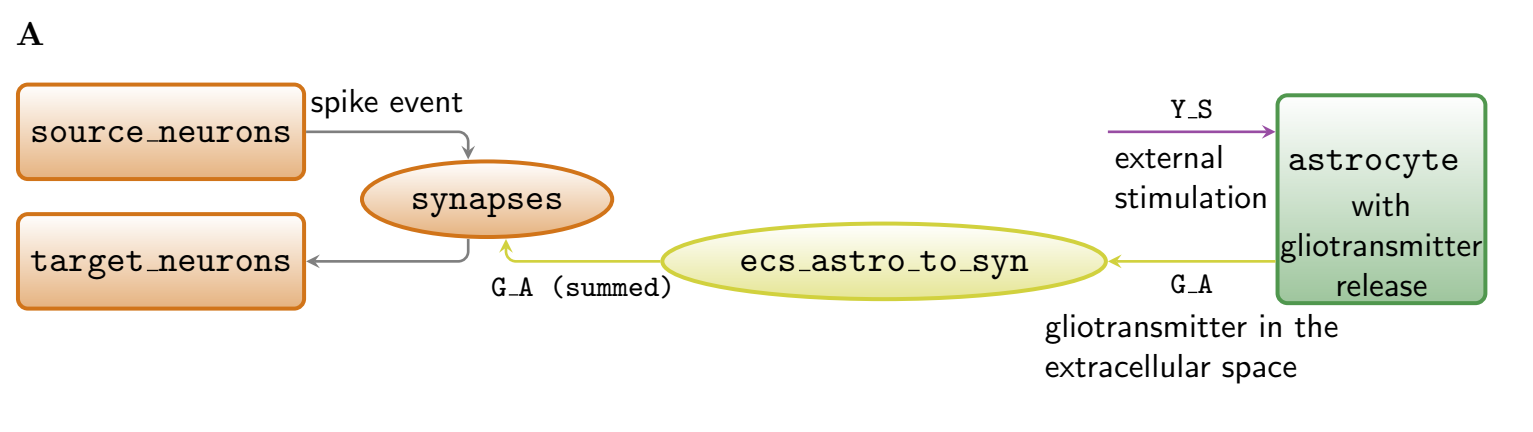 A
source_neurons
spike event
synapses
target_neurons
G_A (summed)
ecs_astro_to_syn
Y_S
external
stimulation
astrocyte
with
gliotransmitter
release
G_A
gliotransmitter in the
extracellular space